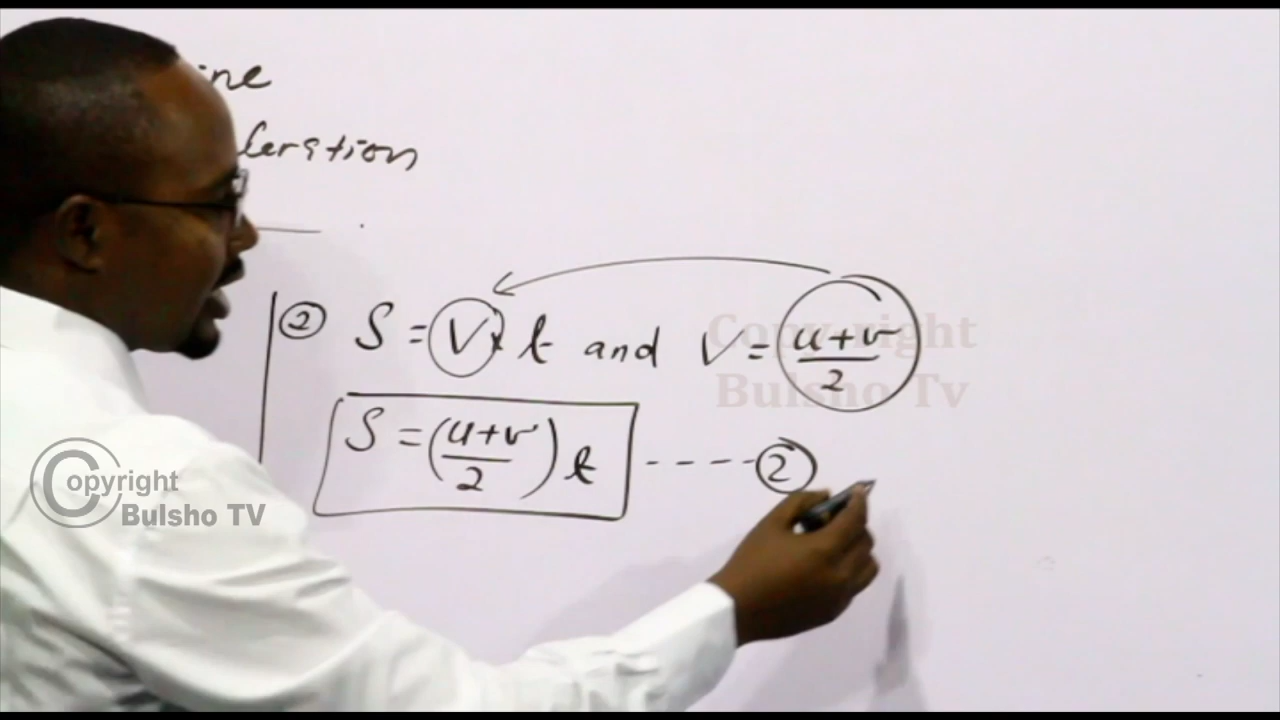 ine
leration
② S = V × t and V = (u+v)/2
S = ((u+v)/2) t ----- ②
Copyright
Bulsho Tv
Copyright
Bulsho TV